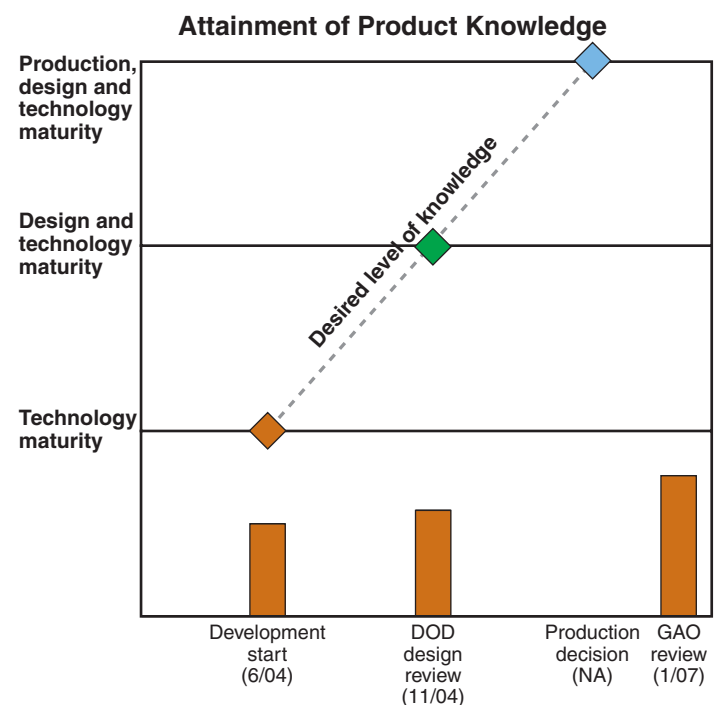 Attainment of Product Knowledge
Production,
design and
technology
maturity
Design and
technology
maturity
Technology
maturity
Desired level of knowledge
Development
start
(6/04)
DOD
design
review
(11/04)
Production
decision
(NA)
GAO
review
(1/07)